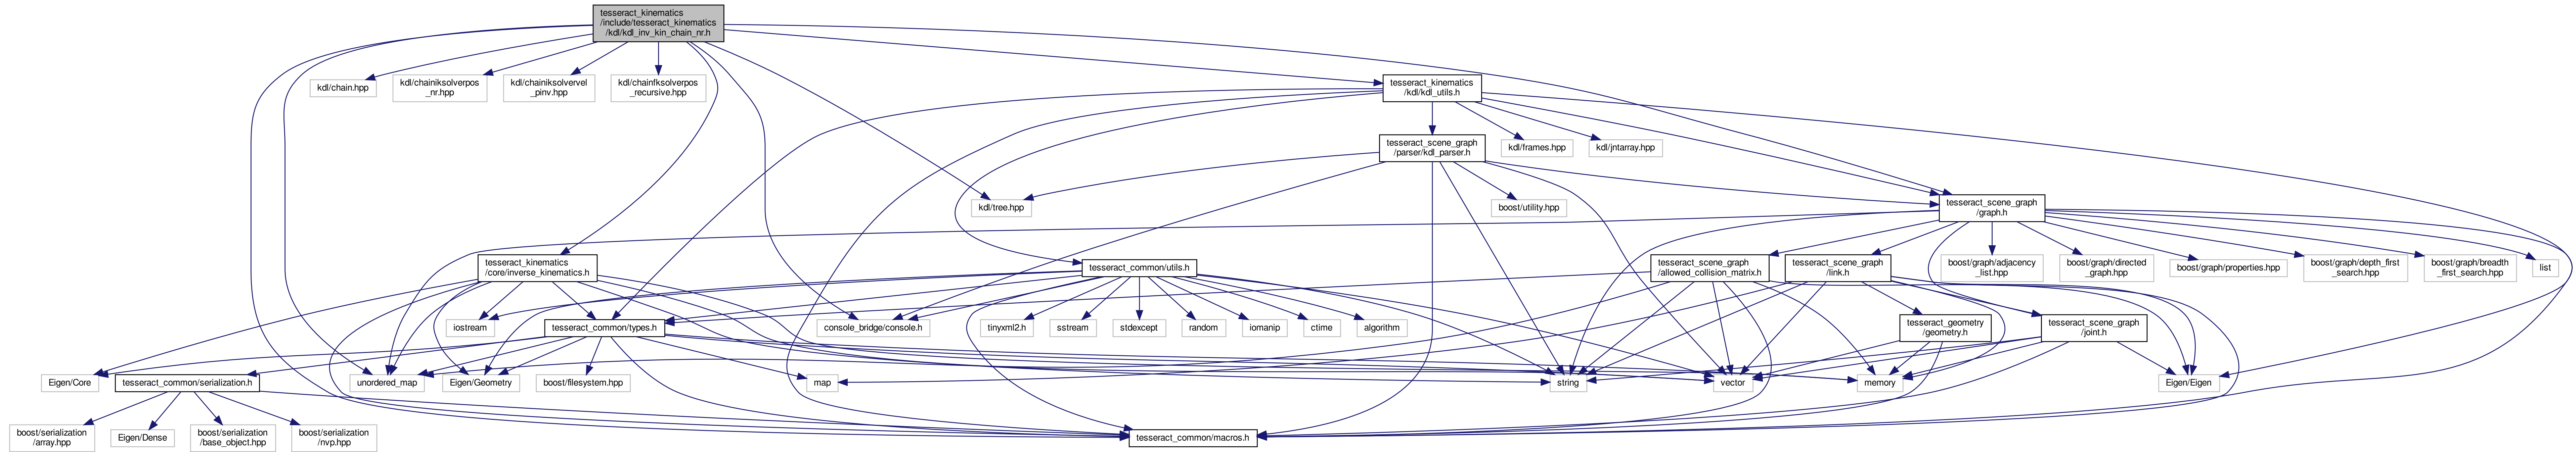 tesseract_kinematics
/include/tesseract_kinematics
/kdl/kdl_inv_kin_chain_nr.h
kdl/chain.hpp
kdl/chainiksolverpos
_nr.hpp
kdl/chainiksolvervel
_pinv.hpp
kdl/chainfksolverpos
_recursive.hpp
tesseract_kinematics
/kdl/kdl_utils.h
tesseract_scene_graph
/parser/kdl_parser.h
kdl/frames.hpp
kdl/jntarray.hpp
kdl/tree.hpp
boost/utility.hpp
tesseract_scene_graph
/graph.h
tesseract_kinematics
/core/inverse_kinematics.h
tesseract_common/utils.h
tesseract_scene_graph
/allowed_collision_matrix.h
tesseract_scene_graph
/link.h
boost/graph/adjacency
_list.hpp
boost/graph/directed
_graph.hpp
boost/graph/properties.hpp
boost/graph/depth_first
_search.hpp
boost/graph/breadth
_first_search.hpp
list
iostream
tesseract_common/types.h
console_bridge/console.h
tinyxml2.h
sstream
stdexcept
random
iomanip
ctime
algorithm
tesseract_geometry
/geometry.h
tesseract_scene_graph
/joint.h
Eigen/Core
tesseract_common/serialization.h
unordered_map
Eigen/Geometry
boost/filesystem.hpp
map
string
vector
memory
Eigen/Eigen
boost/serialization
/array.hpp
Eigen/Dense
boost/serialization
/base_object.hpp
boost/serialization
/nvp.hpp
tesseract_common/macros.h